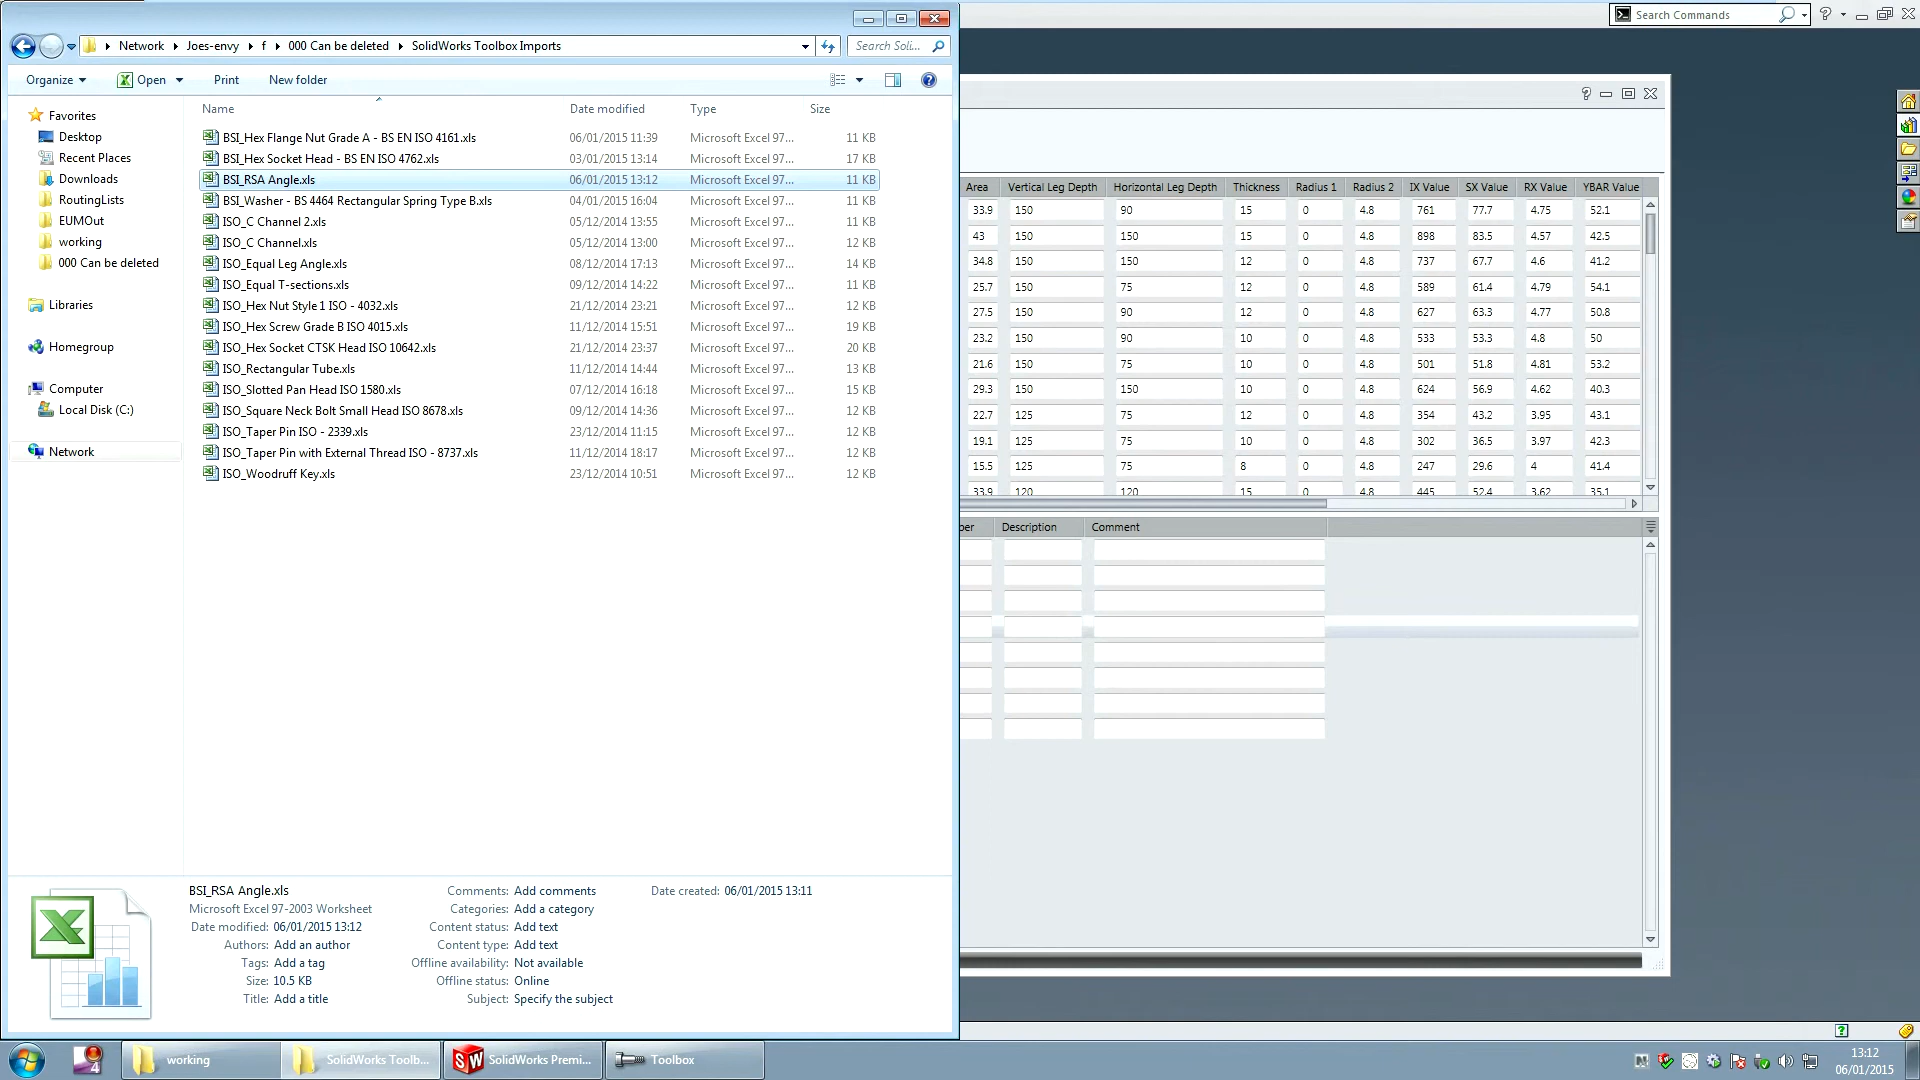 Search Commands
Network Joes-envy f 000 Can be deleted SolidWorks Toolbox Imports
Search Soli...
Organize Open Print New folder
Name Date modified Type Size
Favorites
Desktop
Recent Places
Downloads
RoutingLists
EUMOut
working
000 Can be deleted
Libraries
Homegroup
Computer
Local Disk (C:)
Network
BSI_Hex Flange Nut Grade A - BS EN ISO 4161.xls 06/01/2015 11:39 Microsoft Excel 97... 11 KB
BSI_Hex Socket Head - BS EN ISO 4762.xls 03/01/2015 13:14 Microsoft Excel 97... 17 KB
BSI_RSA Angle.xls 06/01/2015 13:12 Microsoft Excel 97... 11 KB
BSI_Washer - BS 4464 Rectangular Spring Type B.xls 04/01/2015 16:04 Microsoft Excel 97... 11 KB
ISO_C Channel 2.xls 05/12/2014 13:55 Microsoft Excel 97... 11 KB
ISO_C Channel.xls 05/12/2014 13:00 Microsoft Excel 97... 12 KB
ISO_Equal Leg Angle.xls 08/12/2014 17:13 Microsoft Excel 97... 14 KB
ISO_Equal T-sections.xls 09/12/2014 14:22 Microsoft Excel 97... 11 KB
ISO_Hex Nut Style 1 ISO - 4032.xls 21/12/2014 23:21 Microsoft Excel 97... 12 KB
ISO_Hex Screw Grade B ISO 4015.xls 11/12/2014 15:51 Microsoft Excel 97... 19 KB
ISO_Hex Socket CTSK Head ISO 10642.xls 21/12/2014 23:37 Microsoft Excel 97... 20 KB
ISO_Rectangular Tube.xls 11/12/2014 14:44 Microsoft Excel 97... 13 KB
ISO_Slotted Pan Head ISO 1580.xls 07/12/2014 16:18 Microsoft Excel 97... 15 KB
ISO_Square Neck Bolt Small Head ISO 8678.xls 09/12/2014 14:36 Microsoft Excel 97... 12 KB
ISO_Taper Pin ISO - 2339.xls 23/12/2014 11:15 Microsoft Excel 97... 12 KB
ISO_Taper Pin with External Thread ISO - 8737.xls 11/12/2014 18:17 Microsoft Excel 97... 12 KB
ISO_Woodruff Key.xls 23/12/2014 10:51 Microsoft Excel 97... 12 KB
Area Vertical Leg Depth Horizontal Leg Depth Thickness Radius 1 Radius 2 IX Value SX Value RX Value YBAR Value
33.9 150 90 15 0 4.8 761 77.7 4.75 52.1
43 150 150 15 0 4.8 898 83.5 4.57 42.5
34.8 150 150 12 0 4.8 737 67.7 4.6 41.2
25.7 150 75 12 0 4.8 589 61.4 4.79 54.1
27.5 150 90 12 0 4.8 627 63.3 4.77 50.8
23.2 150 90 10 0 4.8 533 53.3 4.8 50
21.6 150 75 10 0 4.8 501 51.8 4.81 53.2
29.3 150 150 10 0 4.8 624 56.9 4.62 40.3
22.7 125 75 12 0 4.8 354 43.2 3.95 43.1
19.1 125 75 10 0 4.8 302 36.5 3.97 42.3
15.5 125 75 8 0 4.8 247 29.6 4 41.4
33.9 120 120 15 0 4.8 445 52.4 3.62 35.1
ber Description Comment
BSI_RSA Angle.xls
Microsoft Excel 97-2003 Worksheet
Date modified: 06/01/2015 13:12
Authors: Add an author
Tags: Add a tag
Size: 10.5 KB
Title: Add a title
Comments: Add comments
Categories: Add a category
Content status: Add text
Content type: Add text
Offline availability: Not available
Offline status: Online
Subject: Specify the subject
Date created: 06/01/2015 13:11
4 working SolidWorks Toolb... SW SolidWorks Premi... Toolbox
13:12
06/01/2015